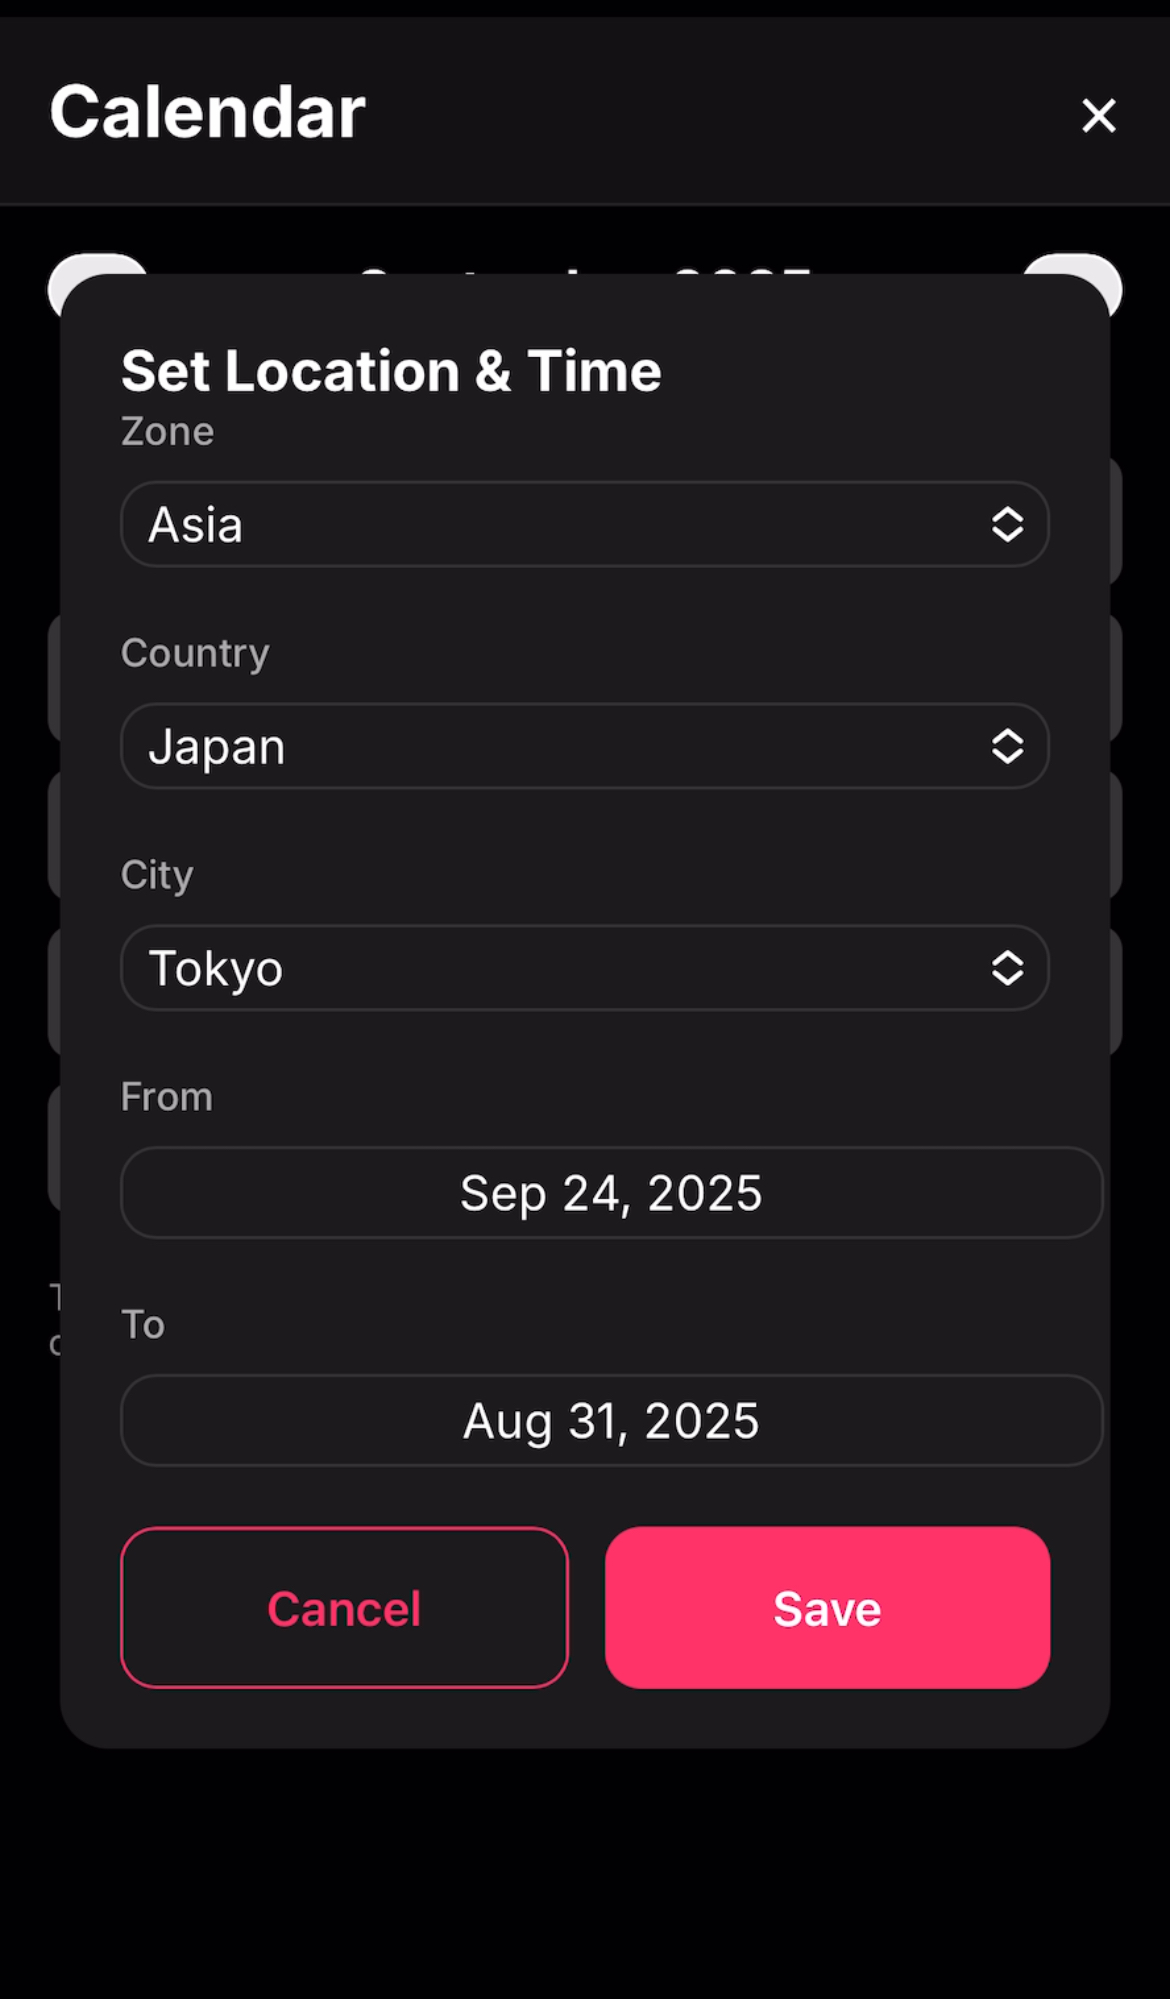 Calendar
Set Location & Time
Zone
Asia
Country
Japan
City
Tokyo
From
Sep 24, 2025
To
Aug 31, 2025
Cancel
Save